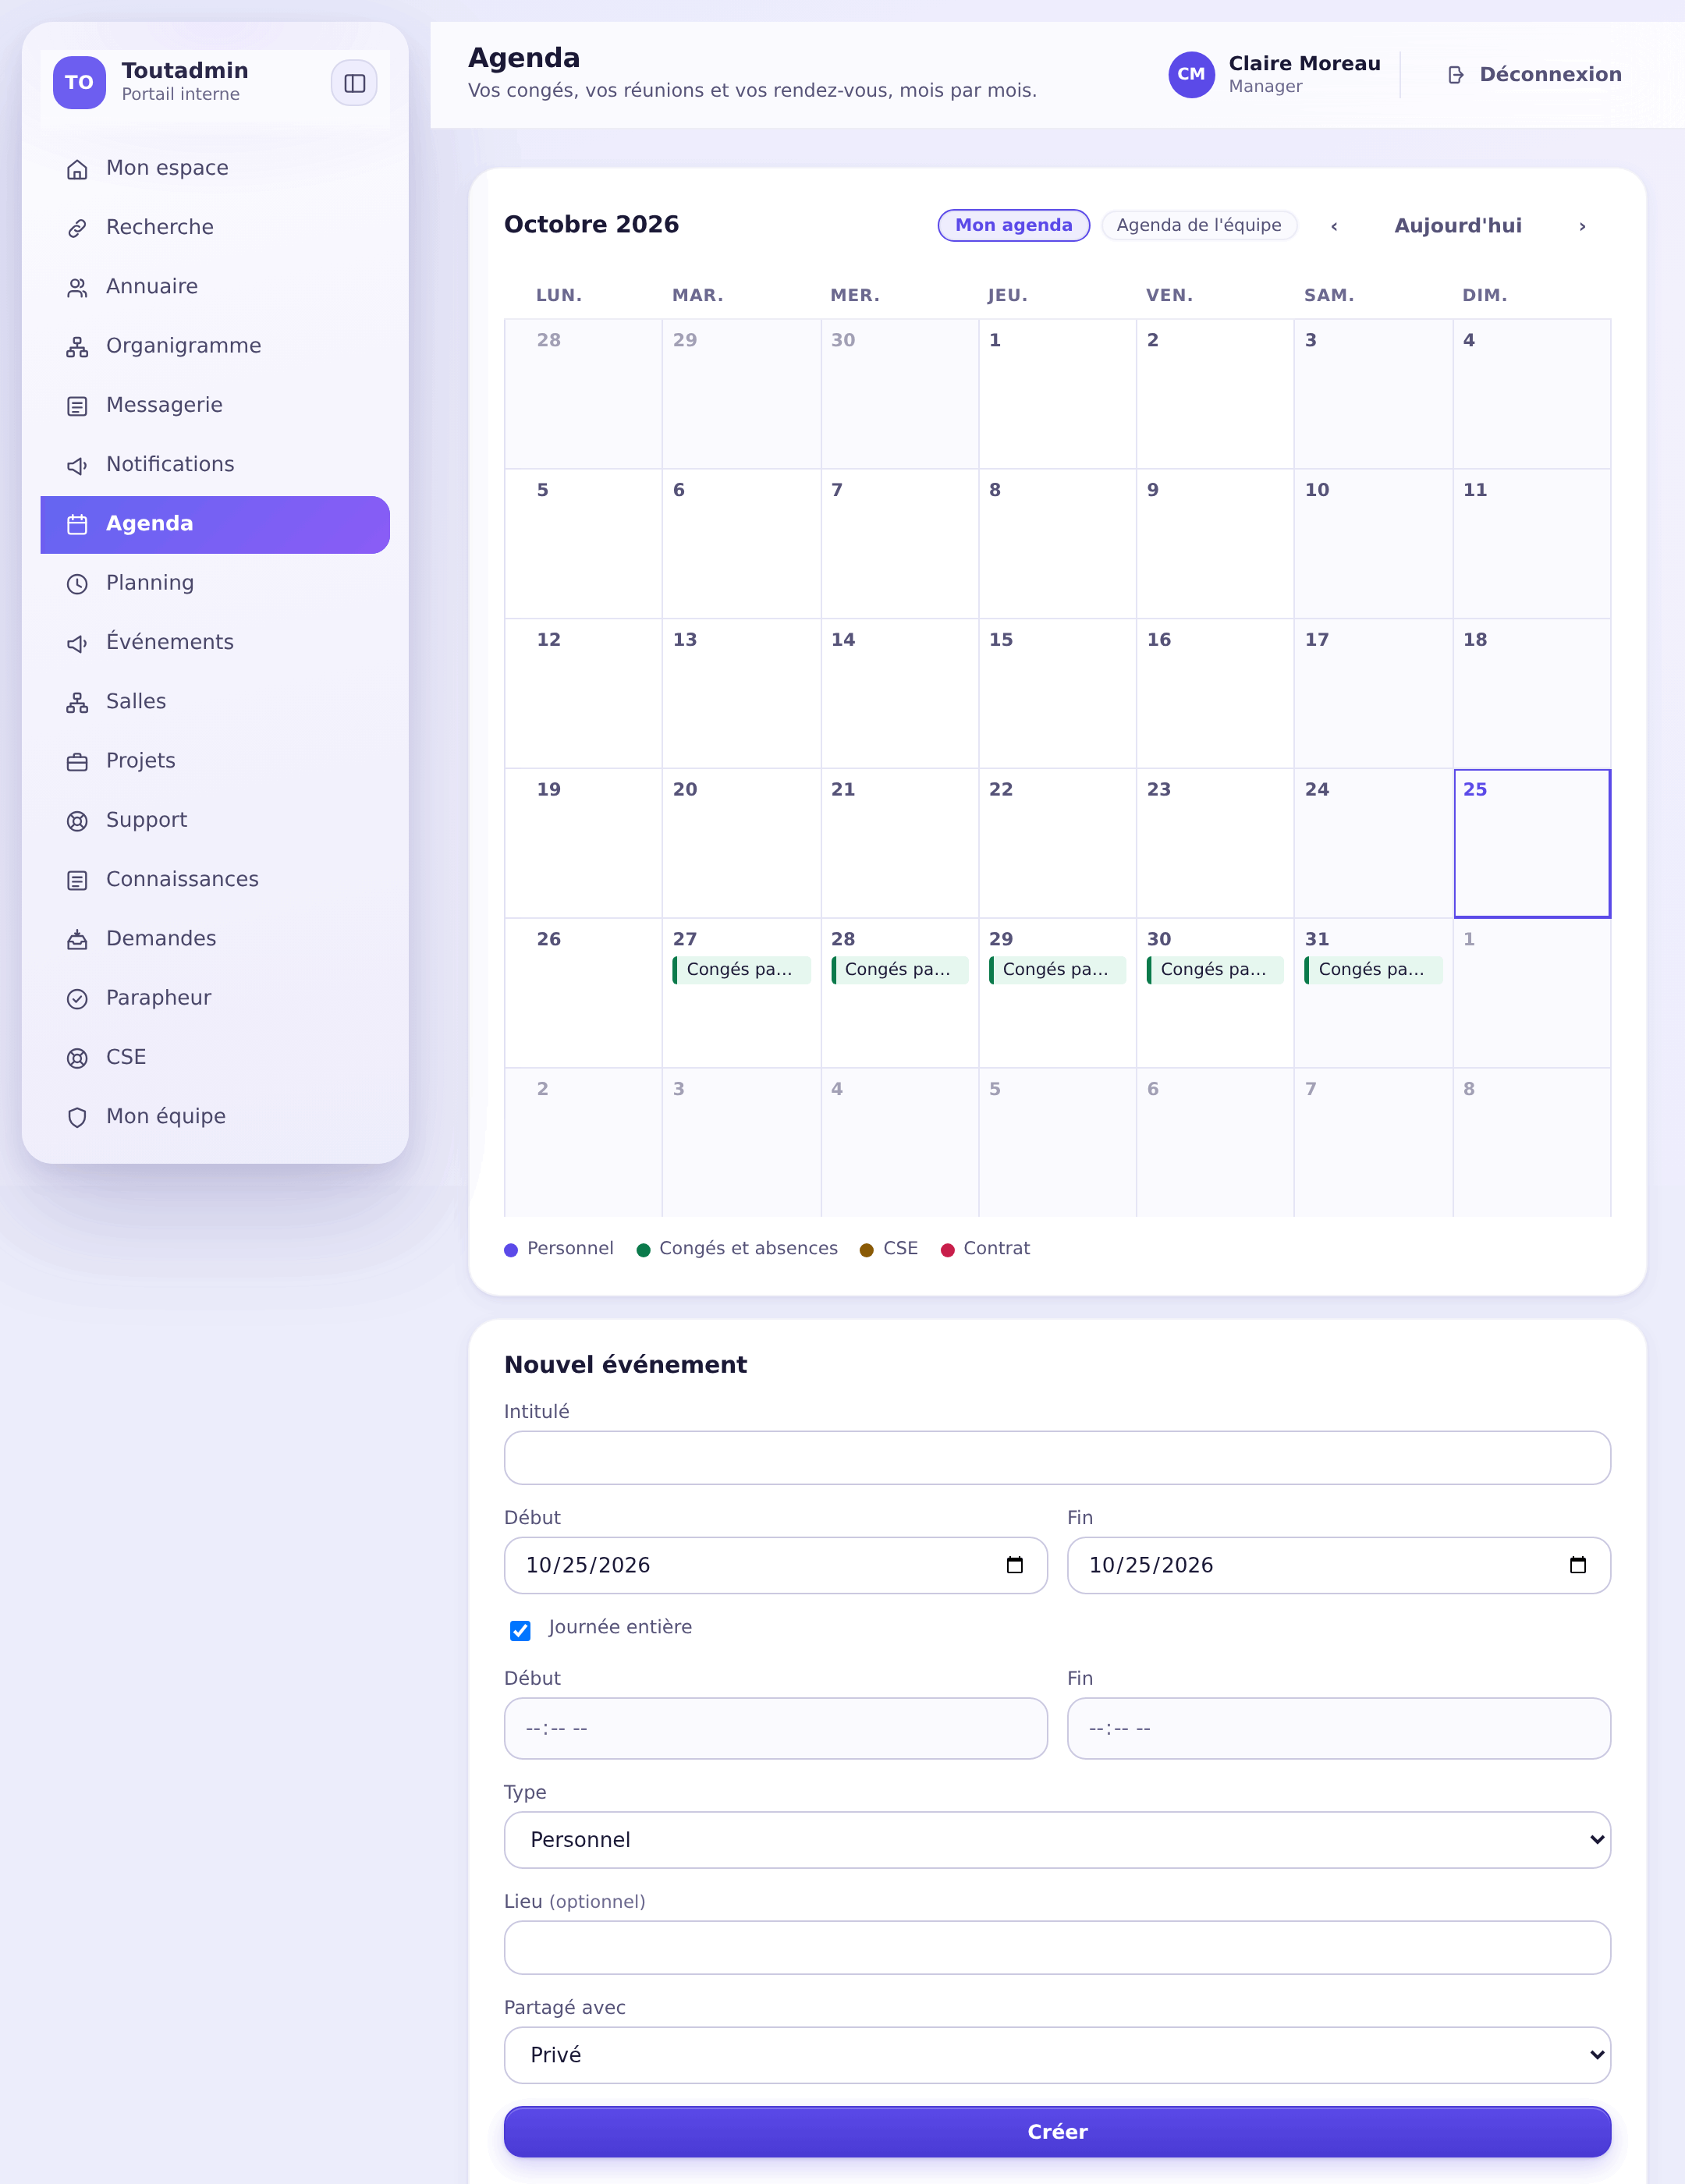 TO
Toutadmin
Portail interne
Mon espace
Recherche
Annuaire
Organigramme
Messagerie
Notifications
Agenda
Planning
Événements
Salles
Projets
Support
Connaissances
Demandes
Parapheur
CSE
Mon équipe
Agenda
Vos congés, vos réunions et vos rendez-vous, mois par mois.
CM
Claire Moreau
Manager
Déconnexion
Octobre 2026
Mon agenda
Agenda de l'équipe
‹
Aujourd'hui
›
LUN. MAR. MER. JEU. VEN. SAM. DIM.
28 29 30 1 2 3 4
5 6 7 8 9 10 11
12 13 14 15 16 17 18
19 20 21 22 23 24 25
26 27 28 29 30 31 1
Congés pa… Congés pa… Congés pa… Congés pa… Congés pa…
2 3 4 5 6 7 8
Personnel Congés et absences CSE Contrat
Nouvel événement
Intitulé
Début Fin
10/25/2026 10/25/2026
Journée entière
Début Fin
--:-- -- --:-- --
Type
Personnel
Lieu (optionnel)
Partagé avec
Privé
Créer